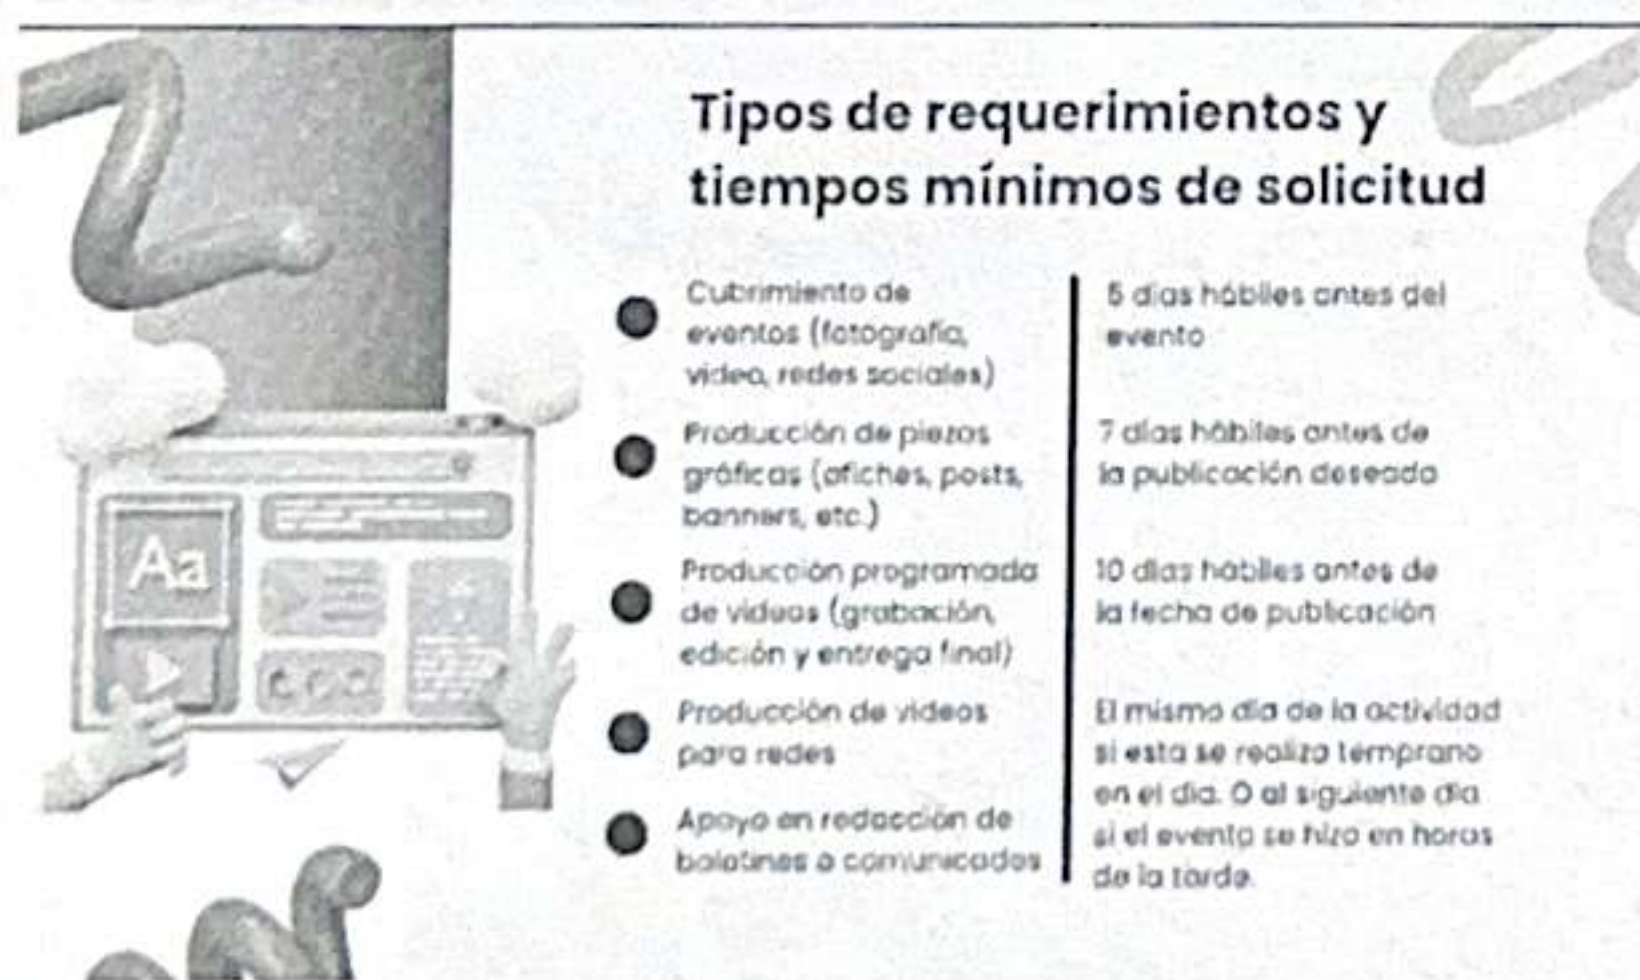 Tipos de requerimientos y
tiempos mínimos de solicitud
Cubrimiento de
eventos (fotografía,
video, redes sociales)
5 días hábiles antes del
evento
Producción de piezas
gráficas (afiches, posts,
banners, etc.)
7 días hábiles antes de
la publicación deseada
Producción programada
de videos (grabación,
edición y entrega final)
10 días hábiles antes de
la fecha de publicación
Producción de videos
para redes
Apoyo en redacción de
boletines o comunicados
El mismo día de la actividad
si esta se realiza temprano
en el día. O al siguiente día
si el evento se hizo en horas
de la tarde.
Aa